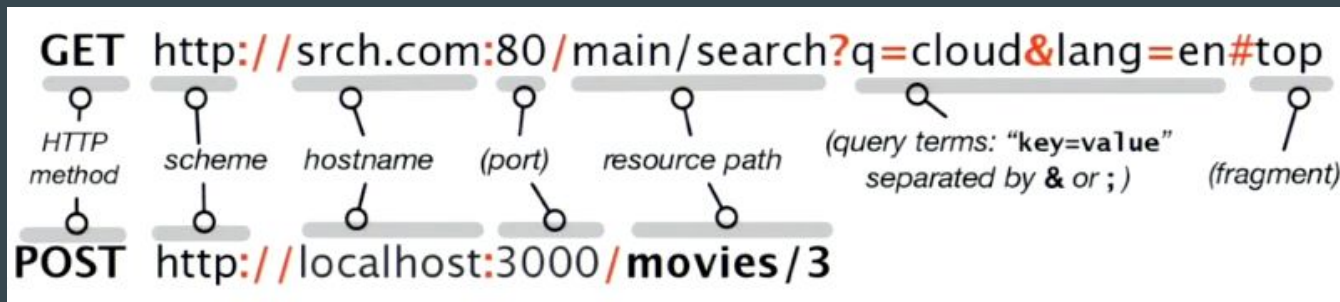 GET http://srch.com:80/main/search?q=cloud&lang=en#top
HTTP
method
scheme
hostname
(port)
resource path
(query terms: “key=value”
separated by & or ;)
(fragment)
POST http://localhost:3000/movies/3